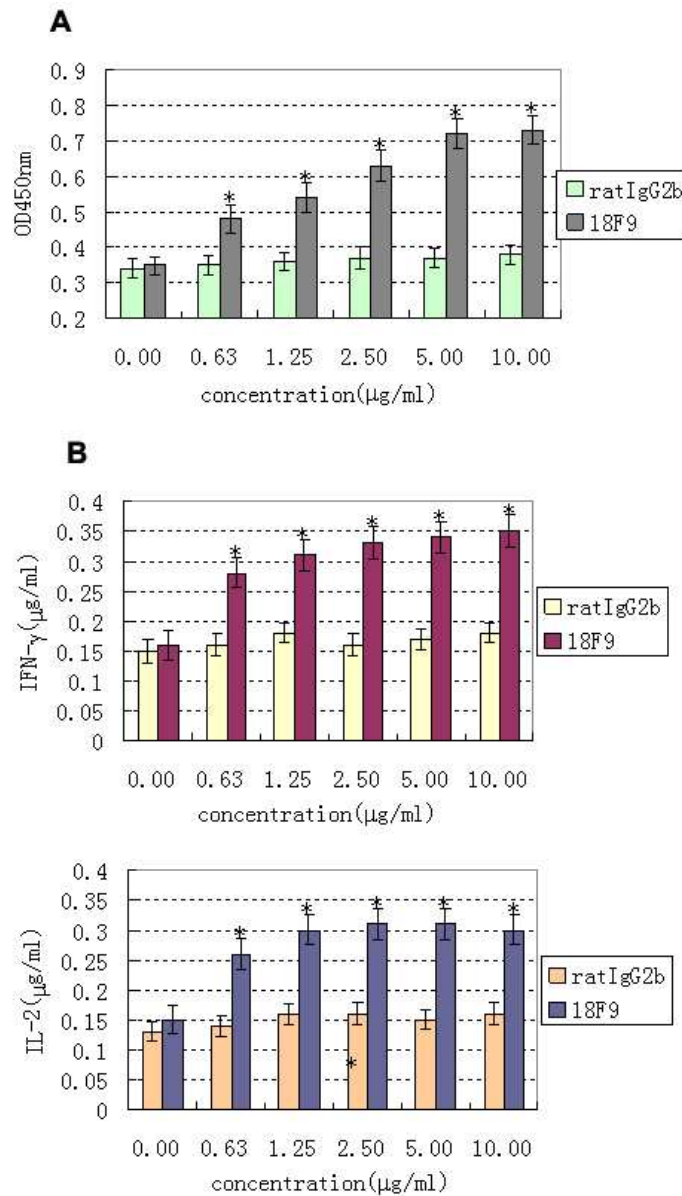 A
0.9
0.8
0.7
0.6
0.5
0.4
0.3
0.2
OD450nm
* * * * *
0.00 0.63 1.25 2.50 5.00 10.00
concentration(μg/ml)
ratIgG2b
18F9
B
0.4
0.35
0.3
0.25
0.2
0.15
0.1
0.05
0
IFN-γ(μg/ml)
* * * * *
0.00 0.63 1.25 2.50 5.00 10.00
concentration(μg/ml)
ratIgG2b
18F9
0.4
0.35
0.3
0.25
0.2
0.15
0.1
0.05
0
IL-2(μg/ml)
* * * * *
*
0.00 0.63 1.25 2.50 5.00 10.00
concentration(μg/ml)
ratIgG2b
18F9